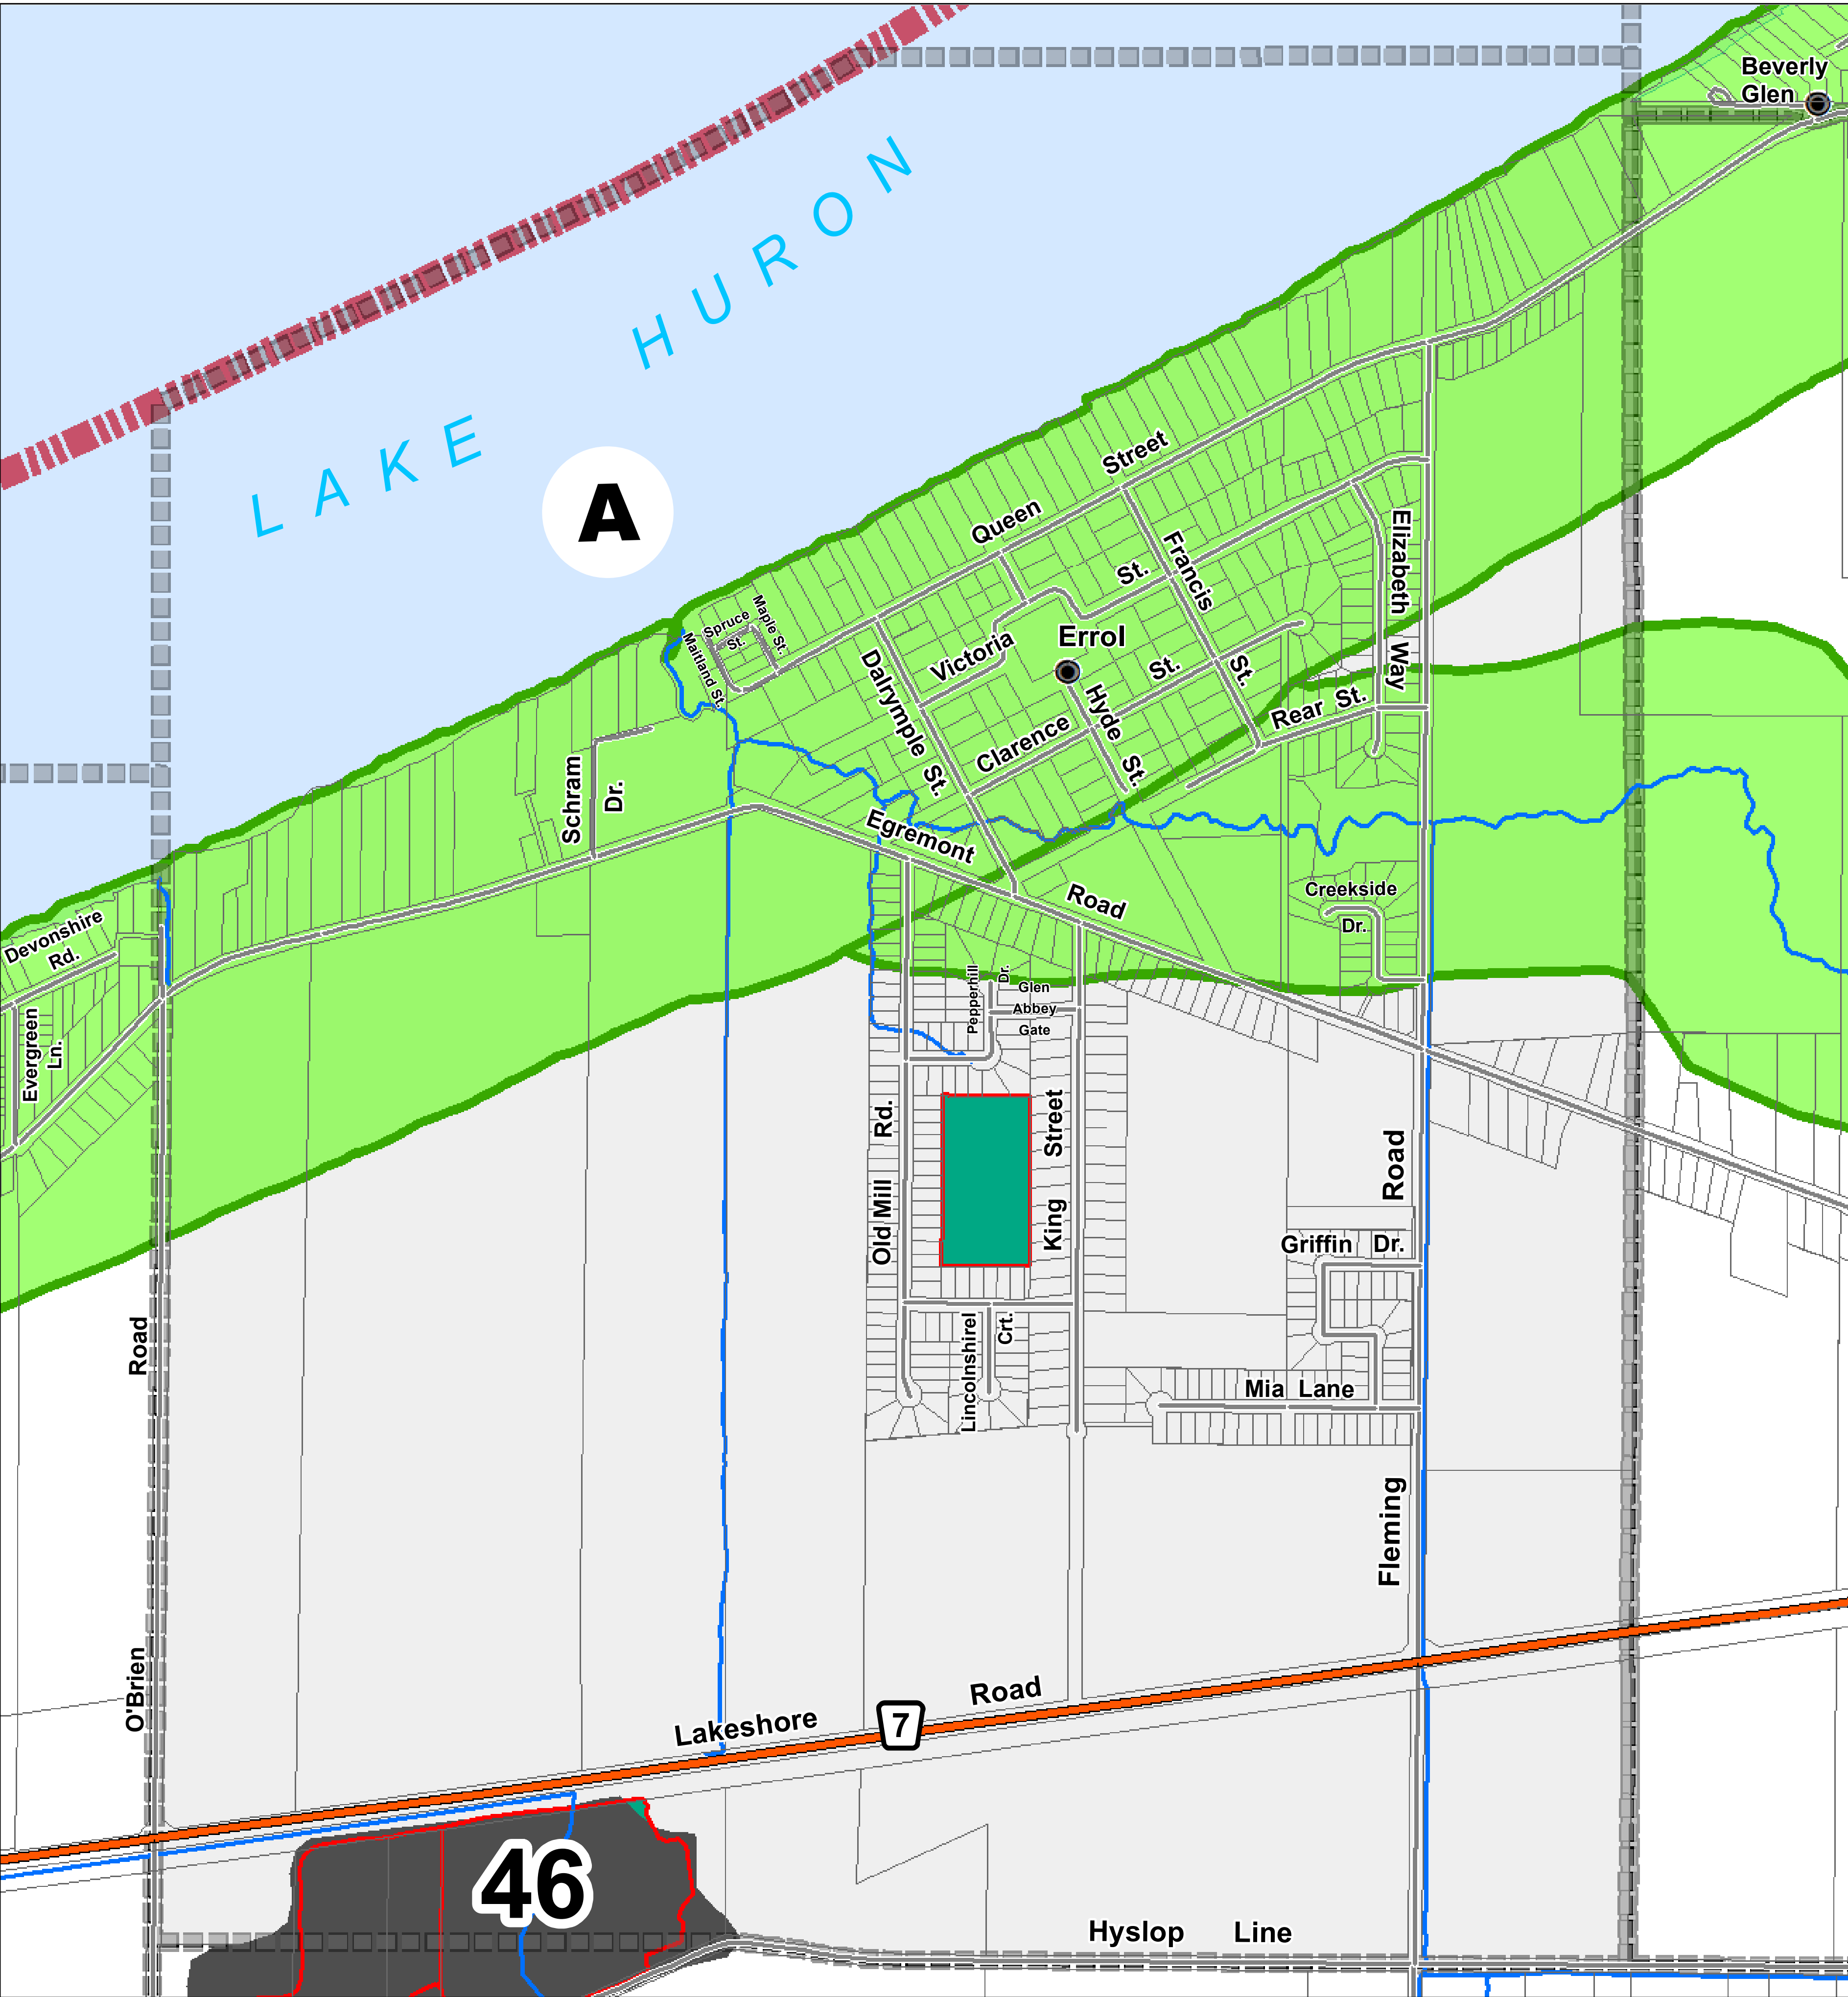 Beverly
Glen
LAKE HURON
A
Queen Street
Elizabeth Way
Francis St.
Victoria St.
Errol
Spruce
St.
Maple St.
Maitland St.
Dalrymple St.
Hyde St.
Clarence St.
Rear St.
Schram Dr.
Egremont Road
Creekside
Dr.
Devonshire
Rd.
Evergreen
Ln.
Pepperhill Dr.
Glen
Abbey
Gate
Old Mill Rd.
King Street
Griffin Dr.
Lincolnshirel Crt.
Mia Lane
Fleming Road
O'Brien Road
Lakeshore Road
7
46
Hyslop Line